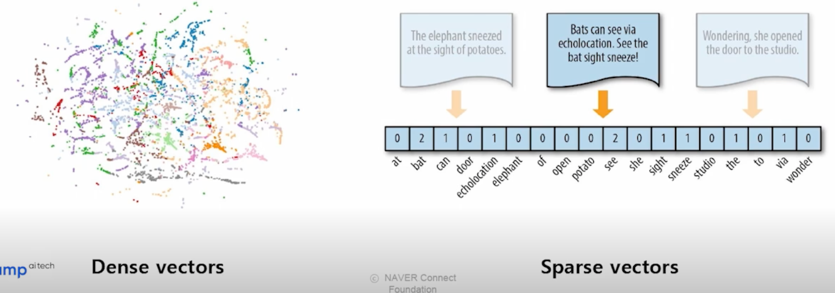 The elephant sneezed
at the sight of potatoes.
Bats can see via
echolocation. See the
bat sight sneeze!
Wondering, she opened
the door to the studio.
0 2 1 0 1 0 0 0 0 2 0 1 1 0 1 0 1 0
at bat can door echolocation elephant of open potato see she sight sneeze studio the to via wonder
Dense vectors
Sparse vectors
ump ai tech
© NAVER Connect
Foundation